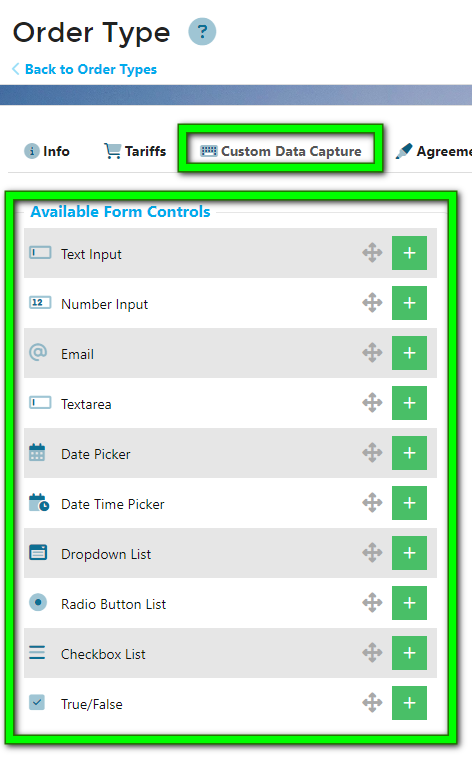 Order Type ?
Back to Order Types
Info Tariffs Custom Data Capture Agreeme
Available Form Controls
Text Input
12 Number Input
@ Email
Textarea
Date Picker
Date Time Picker
Dropdown List
Radio Button List
Checkbox List
True/False